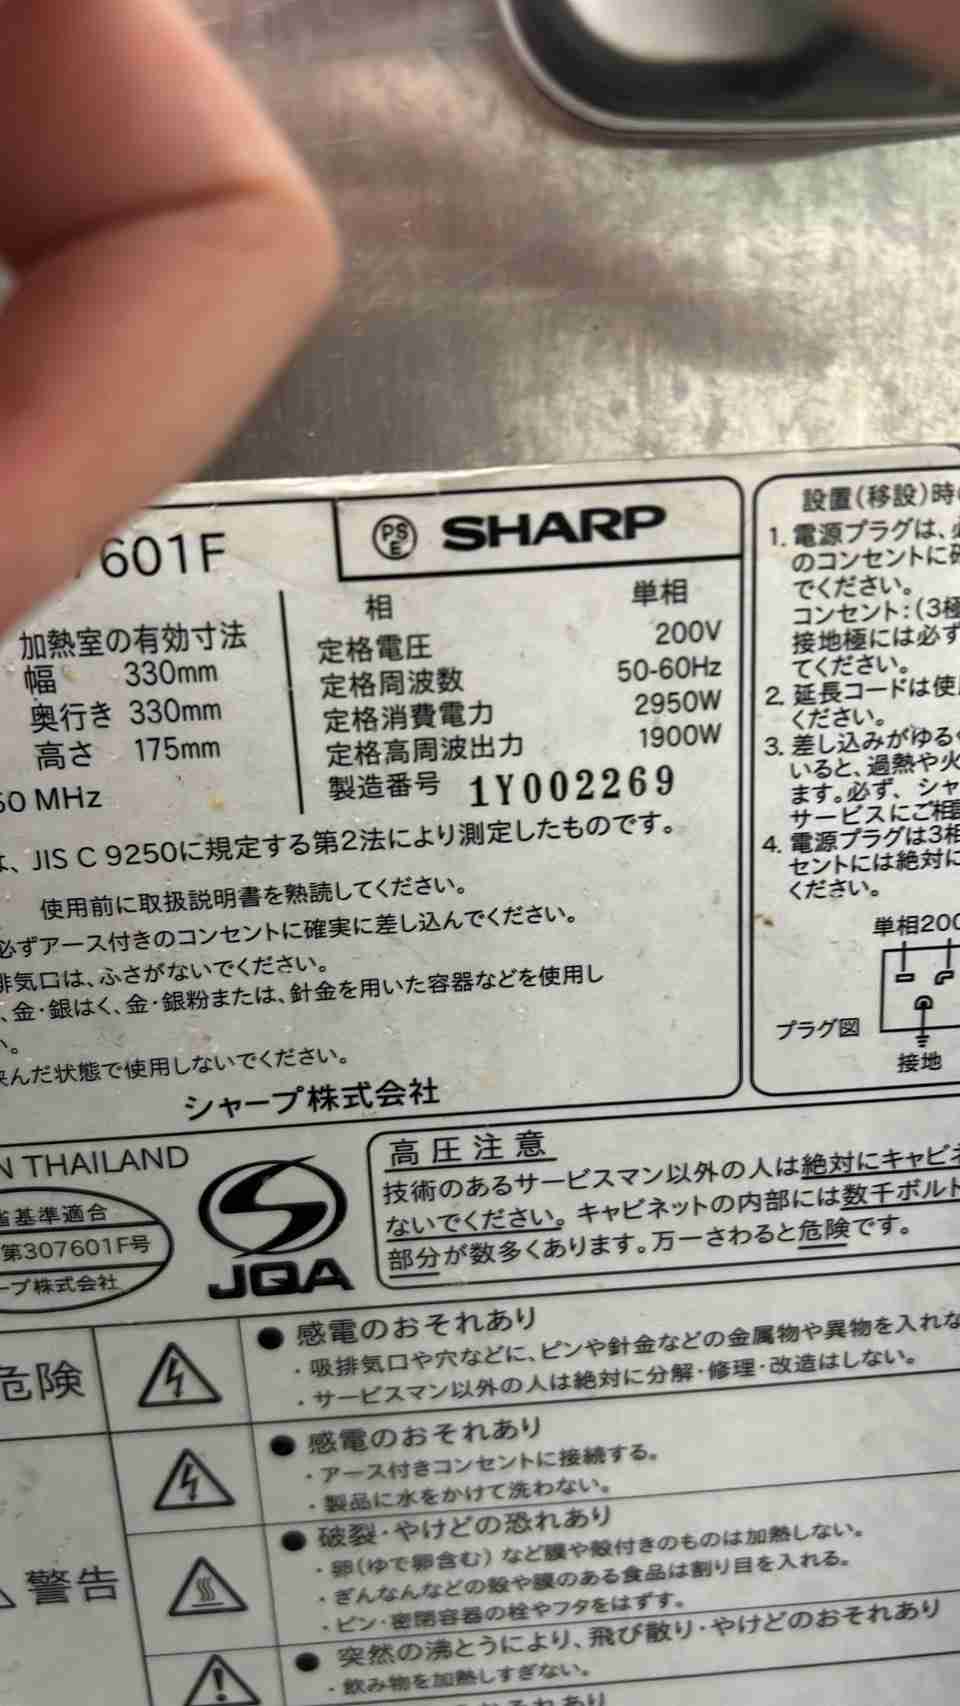 7601F
PSE SHARP
加熱室の有効寸法
幅 330mm
奥行き 330mm
高さ 175mm
50 MHz
相 単相
定格電圧 200V
定格周波数 50-60Hz
定格消費電力 2950W
定格高周波出力 1900W
製造番号 1Y002269
は、JIS C 9250に規定する第2法により測定したものです。
使用前に取扱説明書を熟読してください。
必ずアース付きのコンセントに確実に差し込んでください。
排気口は、ふさがないでください。
、金・銀はく、金・銀粉または、針金を用いた容器などを使用し
い。
挟んだ状態で使用しないでください。
シャープ株式会社
設置(移設)時の
1. 電源プラグは、必
のコンセントに確
でください。
コンセント:(3極
接地極には必ず
てください。
2. 延長コードは使
ください。
3. 差し込みがゆるく
いると、過熱や火
ます。必ず、シャ
サービスにご相談
4. 電源プラグは3相
セントには絶対に
ください。
単相200
プラグ図
接地
N THAILAND
省基準適合
第307601F号
ープ株式会社
JQA
高圧注意
技術のあるサービスマン以外の人は絶対にキャビネ
ないでください。キャビネットの内部には数千ボルト
部分が数多くあります。万一さわると危険です。
危険
● 感電のおそれあり
・吸排気口や穴などに、ピンや針金などの金属物や異物を入れな
・サービスマン以外の人は絶対に分解・修理・改造はしない。
警告
● 感電のおそれあり
・アース付きコンセントに接続する。
・製品に水をかけて洗わない。
● 破裂・やけどの恐れあり
・卵(ゆで卵含む)など膜や殻付きのものは加熱しない。
・ぎんなんなどの殻や膜のある食品は割り目を入れる。
・ビン・密閉容器の栓やフタをはずす。
● 突然の沸とうにより、飛び散り・やけどのおそれあり
・飲み物を加熱しすぎない。
おそれあり